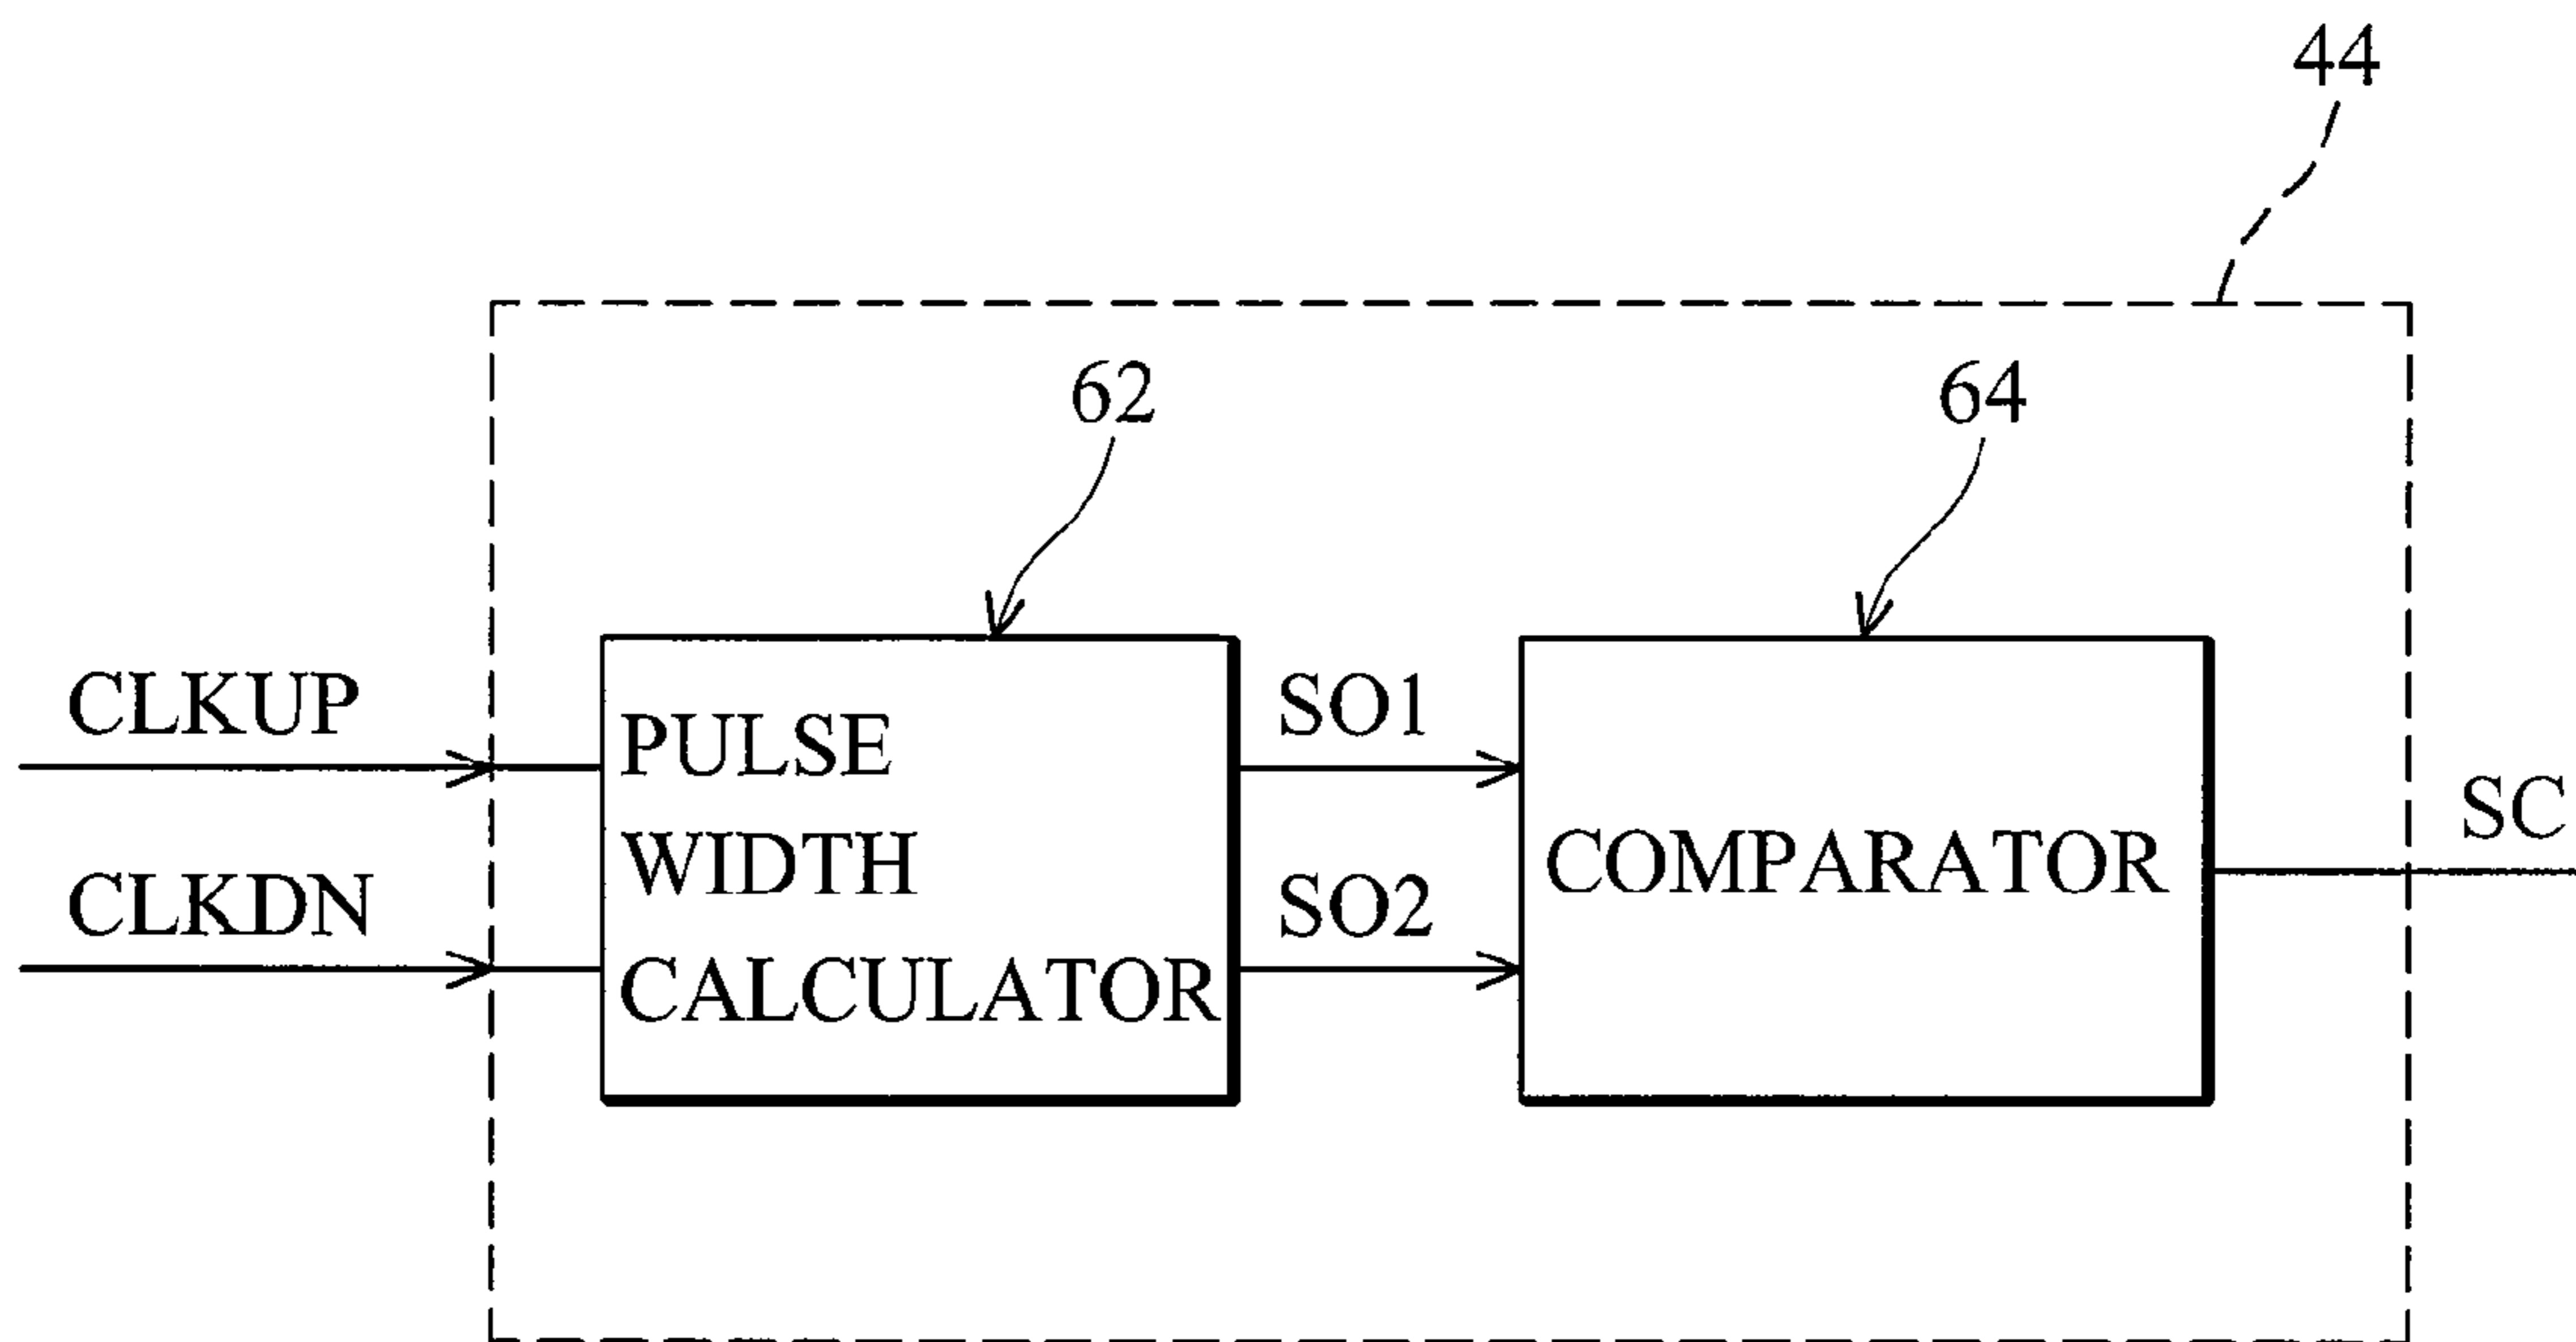 44
62
64
CLKUP
CLKDN
PULSE
WIDTH
CALCULATOR
SO1
SO2
COMPARATOR
SC